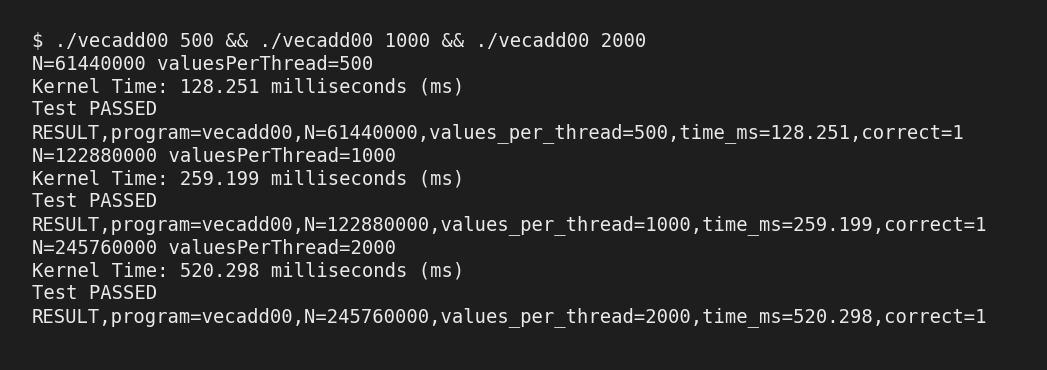 $ ./vecadd00 500 && ./vecadd00 1000 && ./vecadd00 2000
N=61440000 valuesPerThread=500
Kernel Time: 128.251 milliseconds (ms)
Test PASSED
RESULT,program=vecadd00,N=61440000,values_per_thread=500,time_ms=128.251,correct=1
N=122880000 valuesPerThread=1000
Kernel Time: 259.199 milliseconds (ms)
Test PASSED
RESULT,program=vecadd00,N=122880000,values_per_thread=1000,time_ms=259.199,correct=1
N=245760000 valuesPerThread=2000
Kernel Time: 520.298 milliseconds (ms)
Test PASSED
RESULT,program=vecadd00,N=245760000,values_per_thread=2000,time_ms=520.298,correct=1